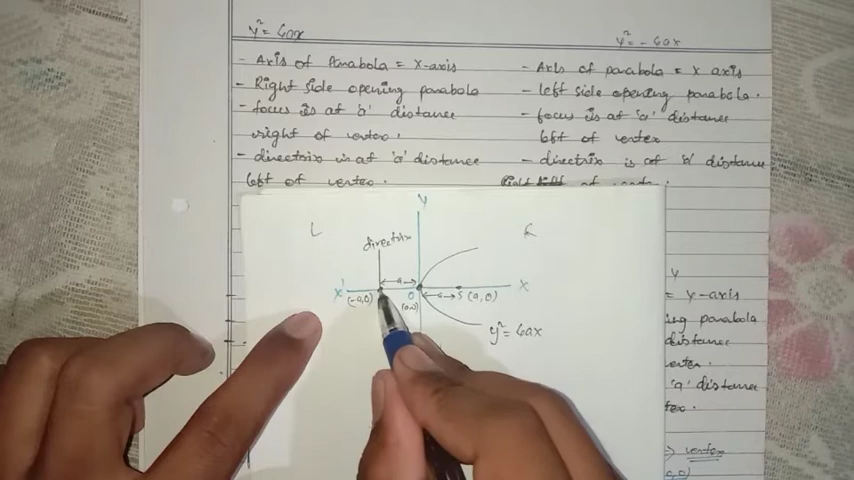 y² = 4ax
y² = - 4ax
- Axis of Parabola = X-axis
- Axis of parabola = X axis
- Right side opening parabola
- left side opening parabola.
- focus is at 'a' distance
right of vertex.
- focus is at 'a' distance
left of vertex
- directrix is at 'a' distance
left of vertex.
- directrix is at 'a' distance
Right of
Y
L
R
directrix
a
X'
X
(-a,0)
O
(0,0)
a
S (a,0)
y² = 4ax
Y
= Y-axis
ing parabola
distance
'a' distance
=> vertex